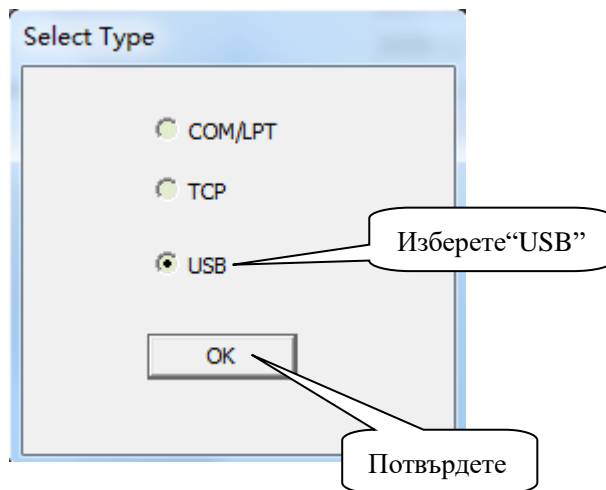 Select Type
COM/LPT
TCP
USB
Изберете“USB”
OK
Потвърдете